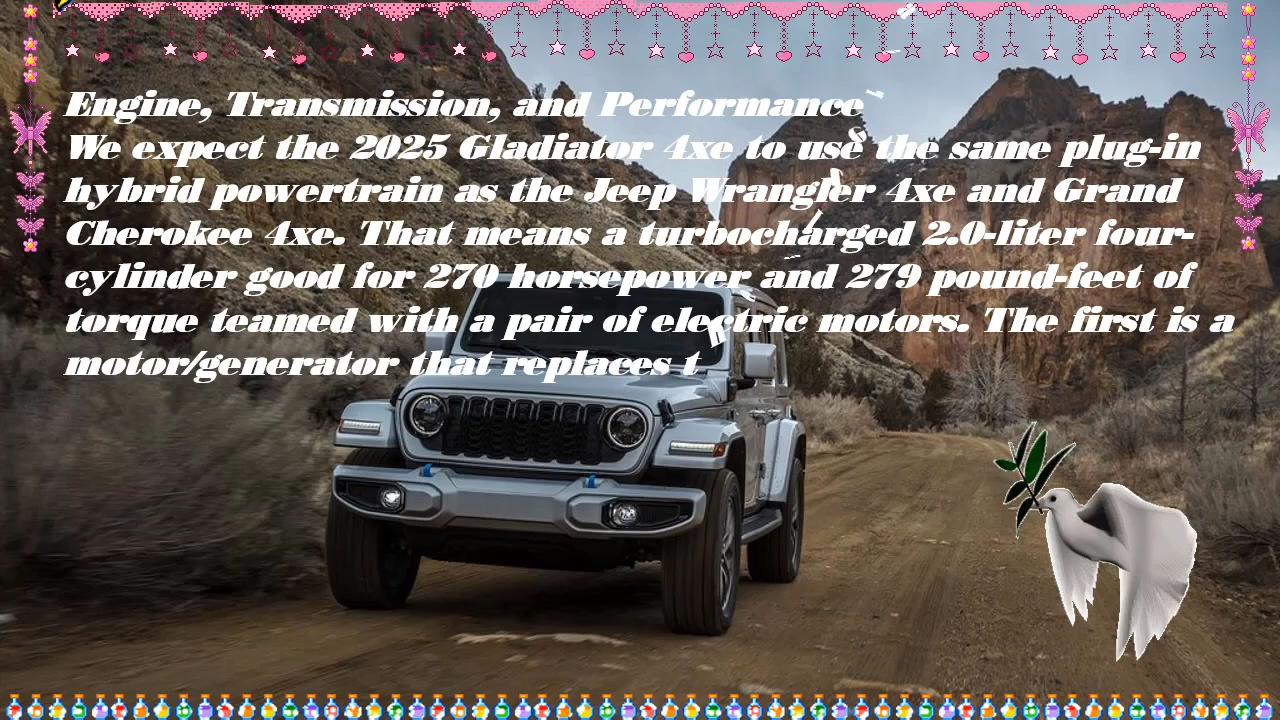 Engine, Transmission, and Performance
We expect the 2025 Gladiator 4xe to use the same plug-in
hybrid powertrain as the Jeep Wrangler 4xe and Grand
Cherokee 4xe. That means a turbocharged 2.0-liter four-
cylinder good for 270 horsepower and 279 pound-feet of
torque teamed with a pair of electric motors. The first is a
motor/generator that replaces t